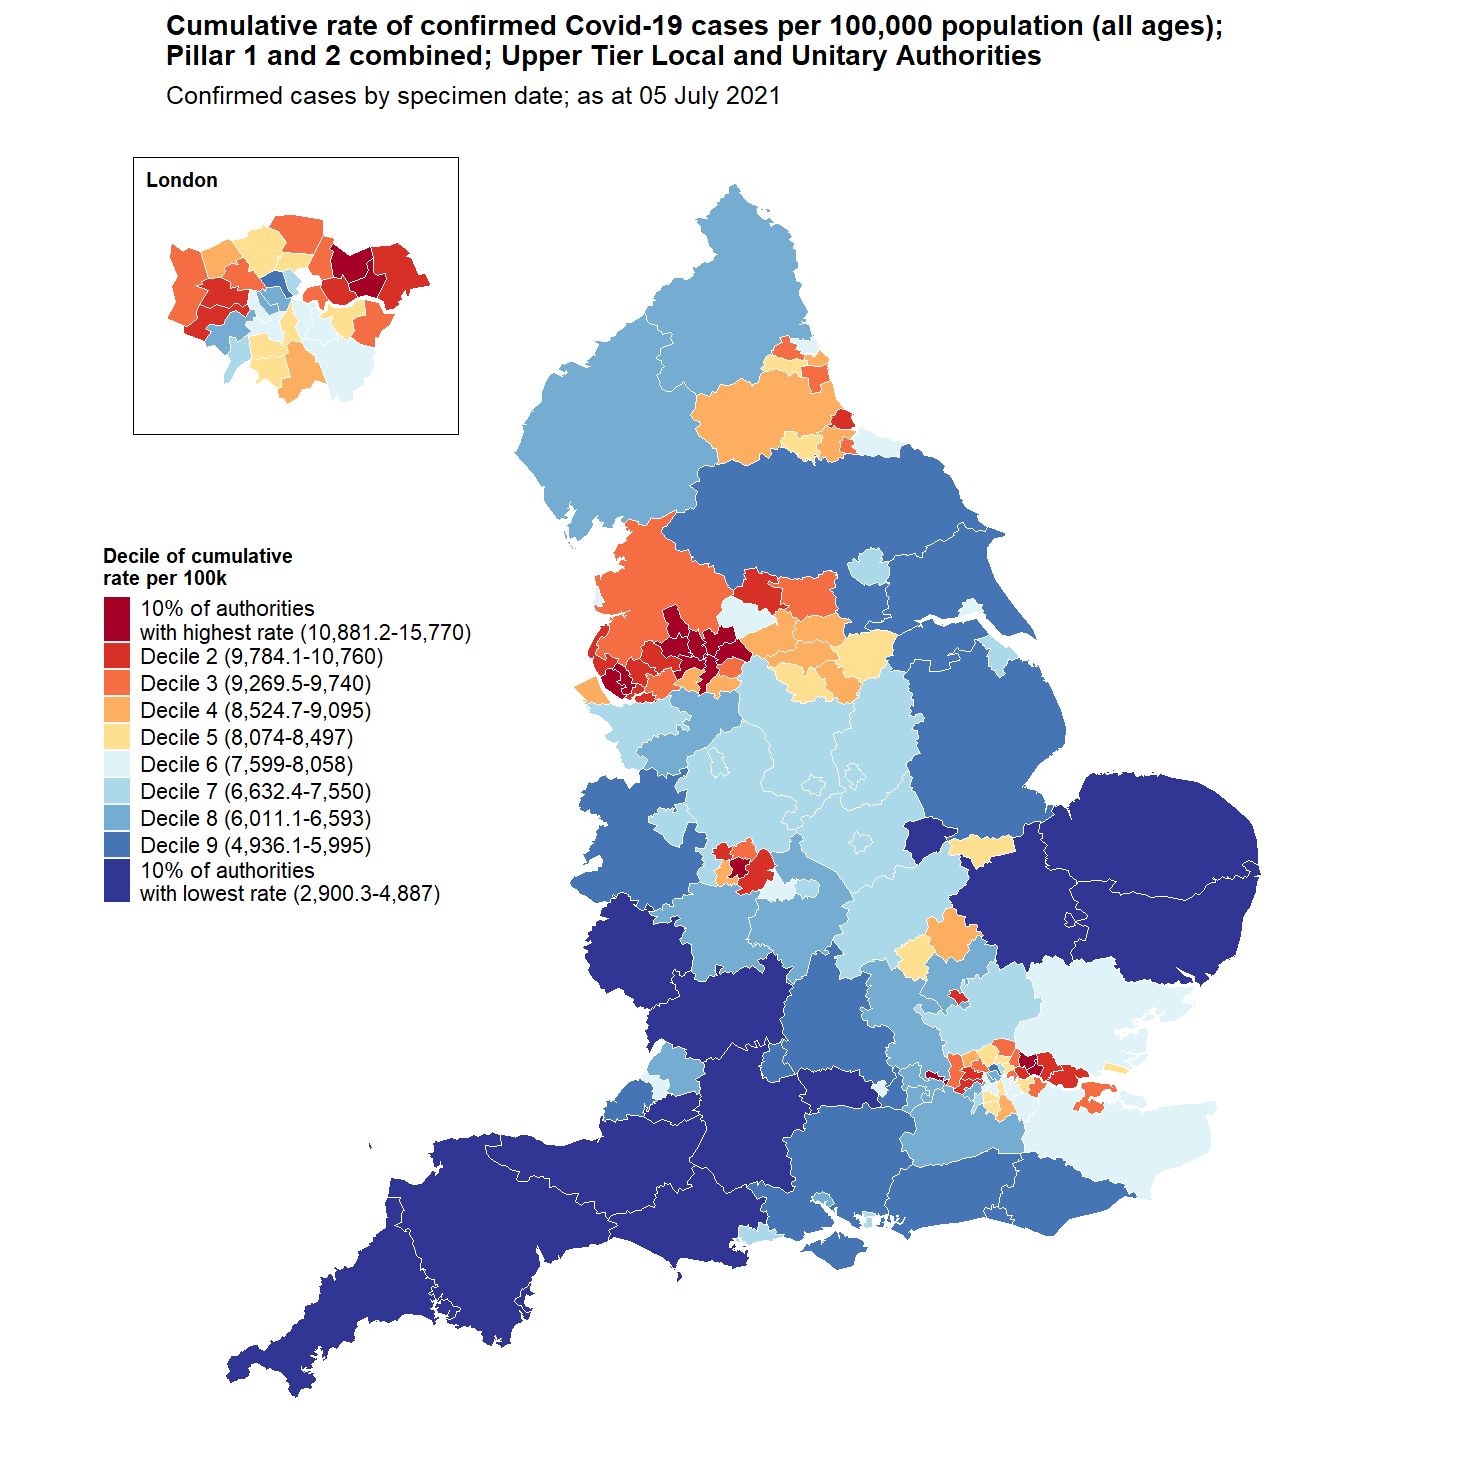 Cumulative rate of confirmed Covid-19 cases per 100,000 population (all ages);
Pillar 1 and 2 combined; Upper Tier Local and Unitary Authorities
Confirmed cases by specimen date; as at 05 July 2021
London
Decile of cumulative
rate per 100k
10% of authorities
with highest rate (10,881.2-15,770)
Decile 2 (9,784.1-10,760)
Decile 3 (9,269.5-9,740)
Decile 4 (8,524.7-9,095)
Decile 5 (8,074-8,497)
Decile 6 (7,599-8,058)
Decile 7 (6,632.4-7,550)
Decile 8 (6,011.1-6,593)
Decile 9 (4,936.1-5,995)
10% of authorities
with lowest rate (2,900.3-4,887)